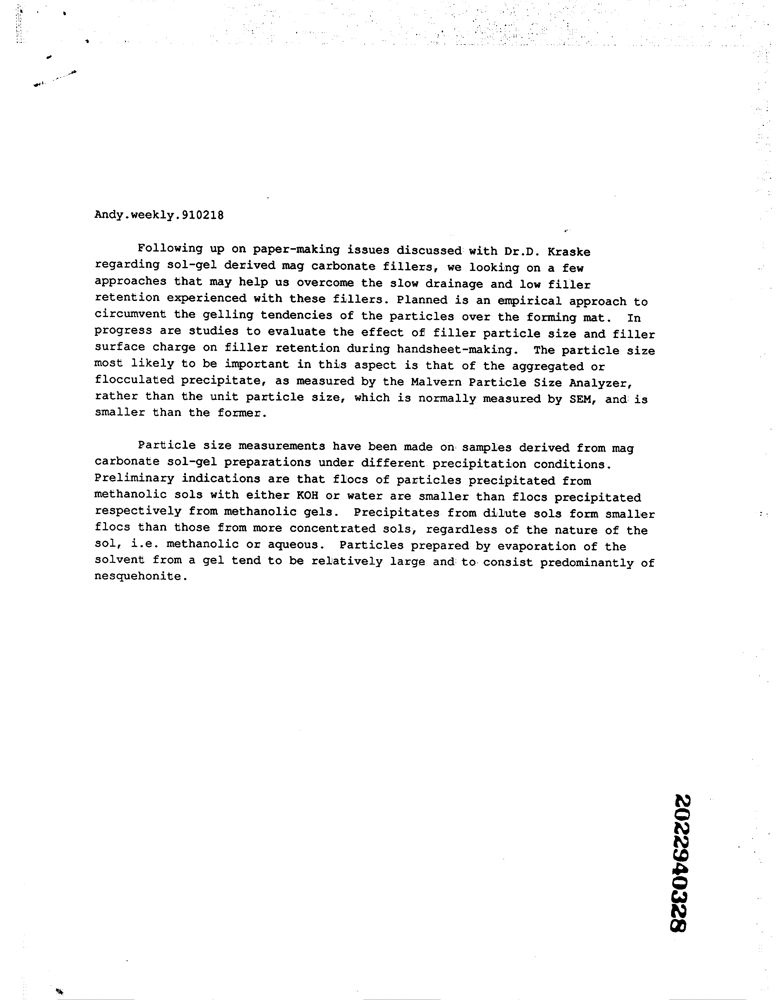 Andy.weekly.910218
Following up on paper-making issues discussed with Dr.D. Kraske
regarding sol-gel derived mag carbonate fillers, we looking on a few
approaches that may help us overcome the slow drainage and low filler
retention experienced with these fillers. Planned is an empirical approach to
circumvent the gelling tendencies of the particles over the forming mat.  In
progress are studies to evaluate the effect of filler particle size and filler
surface charge on filler retention during handsheet-making.  The particle size
most likely to be important in this aspect is that of the aggregated or
flocculated precipitate, as measured by the Malvern Particle Size Analyzer,
rather than the unit particle size, which is normally measured by SEM, and is
smaller than the former.
Particle size measurements have been made on samples derived from mag
carbonate sol-gel preparations under different precipitation conditions.
Preliminary indications are that flocs of particles precipitated from
methanolic sols with either KOH or water are smaller than flocs precipitated
respectively from methanolic gels.  Precipitates from dilute sols form smaller
flocs than those from more concentrated sols, regardless of the nature of the
sol, i.e. methanolic or aqueous.  Particles prepared by evaporation of the
solvent from a gel tend to be relatively large and to consist predominantly of
nesquehonite.
2022940328